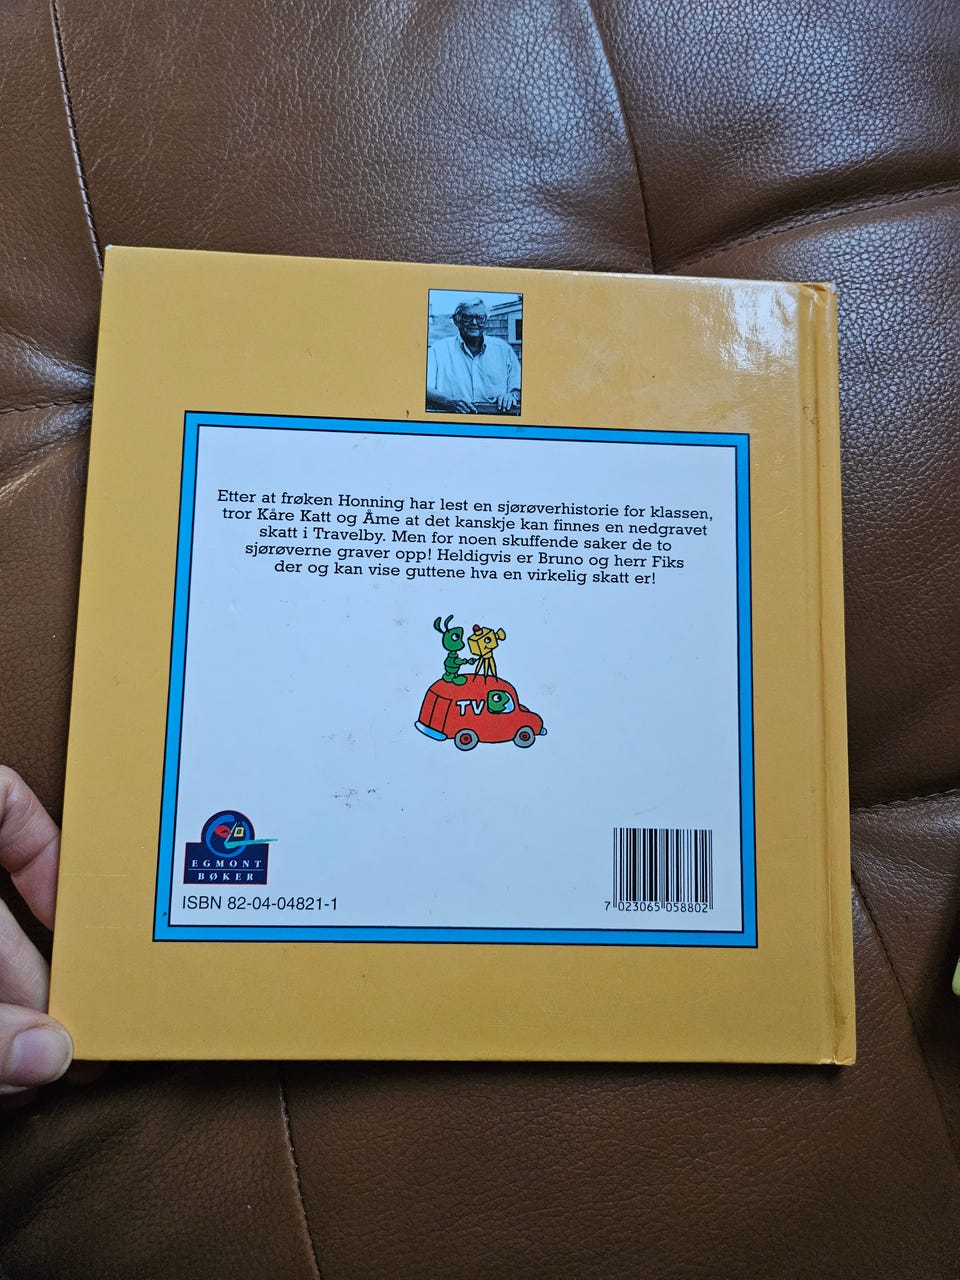 Etter at frøken Honning har lest en sjørøverhistorie for klassen,
tror Kåre Katt og Åme at det kanskje kan finnes en nedgravet
skatt i Travelby. Men for noen skuffende saker de to
sjørøverne graver opp! Heldigvis er Bruno og herr Fiks
der og kan vise guttene hva en virkelig skatt er!
TV
EGMONT
BØKER
ISBN 82-04-04821-1
7 023065 058802